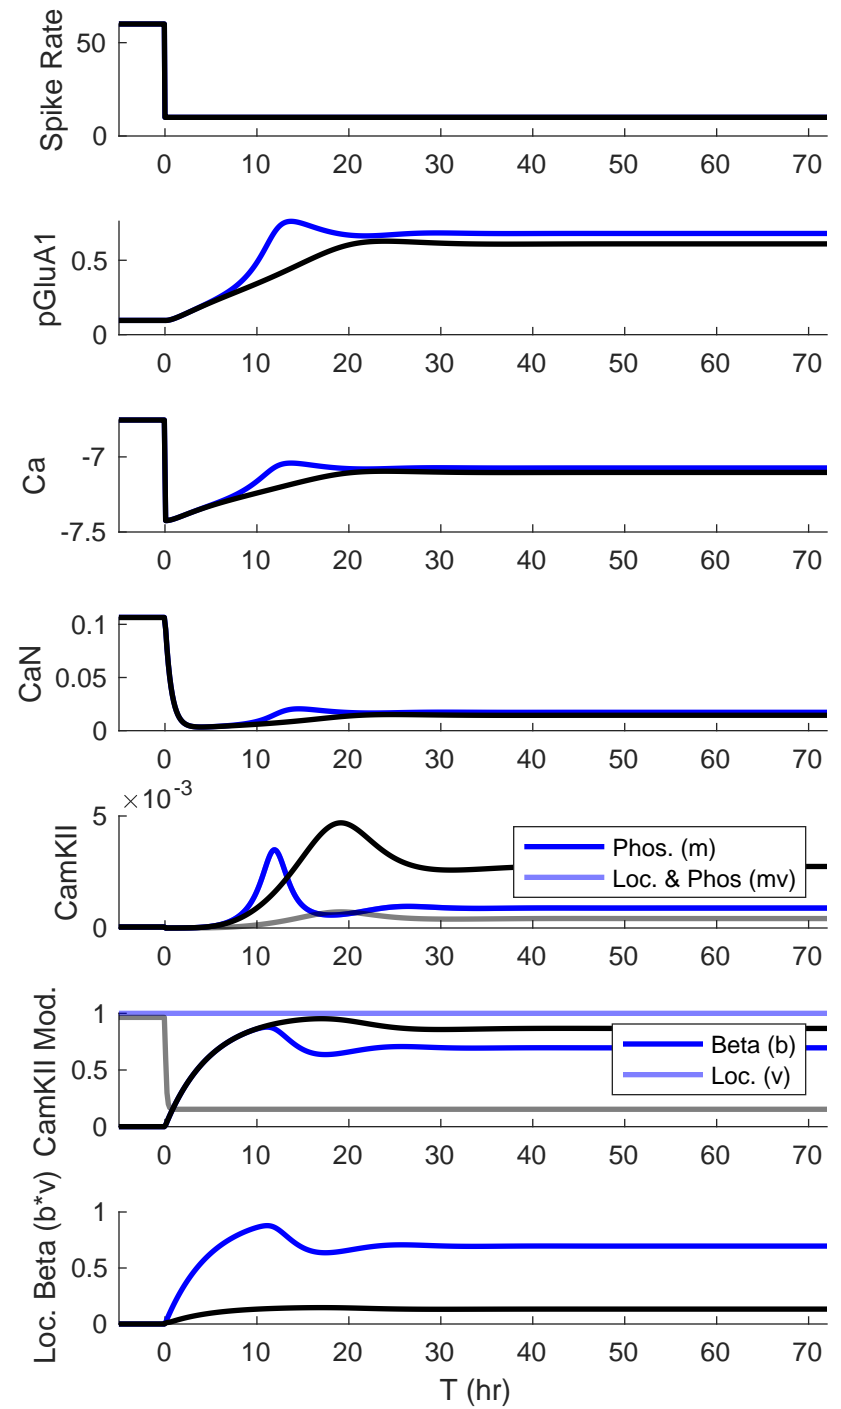 Spike Rate
50
0
0 10 20 30 40 50 60 70
pGluA1
0.5
0
0 10 20 30 40 50 60 70
Ca
-7
-7.5
0 10 20 30 40 50 60 70
CaN
0.1
0.05
0
0 10 20 30 40 50 60 70
×10⁻³
CamKII
5
0
Phos. (m)
Loc. & Phos (mv)
0 10 20 30 40 50 60 70
CamKII Mod.
1
0.5
0
Beta (b)
Loc. (v)
0 10 20 30 40 50 60 70
Loc. Beta (b*v)
1
0.5
0
0 10 20 30 40 50 60 70
T (hr)